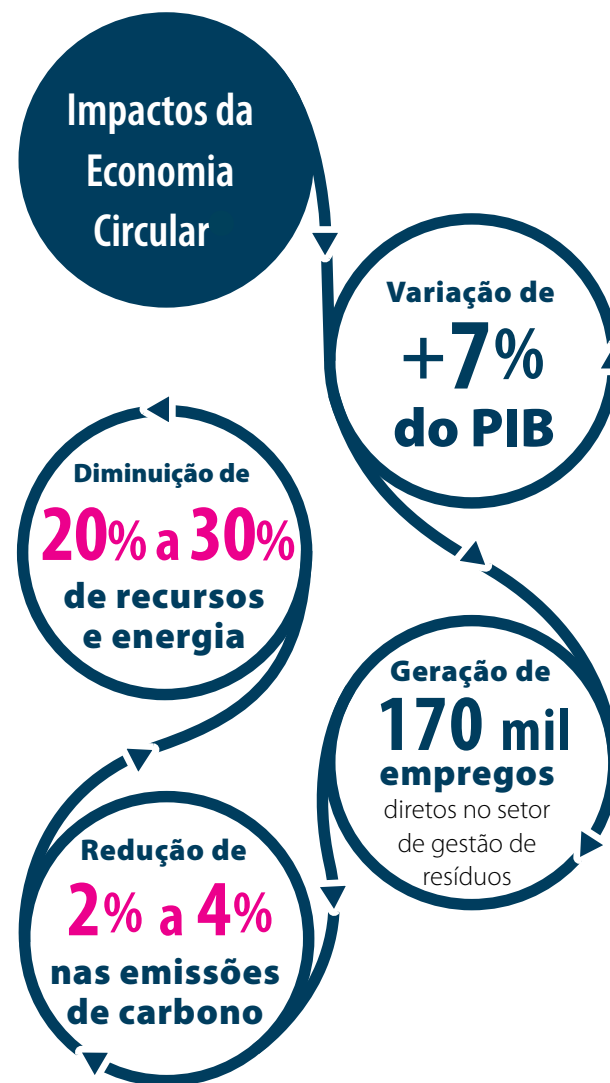 Impactos da
Economia
Circular
Variação de
+7%
do PIB
Geração de
170 mil
empregos
diretos no setor
de gestão de
resíduos
Redução de
2% a 4%
nas emissões
de carbono
Diminuição de
20% a 30%
de recursos
e energia